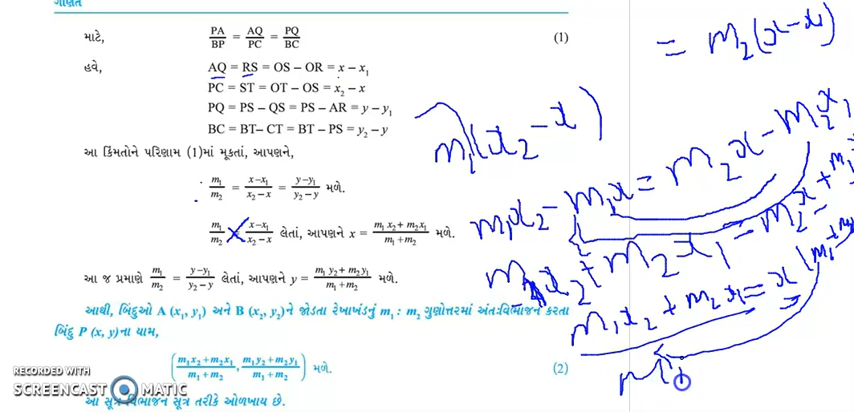 ગણિત
માટે, PA/BP = AQ/PC = PQ/BC (1)
હવે, AQ = RS = OS – OR = x – x₁
PC = ST = OT – OS = x₂ – x
PQ = PS – QS = PS – AR = y – y₁
BC = BT – CT = BT – PS = y₂ – y
આ કિંમતોને પરિણામ (1)માં મૂકતાં, આપણને,
m₁/m₂ = x–x₁/x₂–x = y–y₁/y₂–y મળે.
m₁/m₂ = x–x₁/x₂–x લેતાં, આપણને x = m₁x₂+m₂x₁/m₁+m₂ મળે.
આ જ પ્રમાણે m₁/m₂ = y–y₁/y₂–y લેતાં, આપણને y = m₁y₂+m₂y₁/m₁+m₂ મળે.
આથી, બિંદુઓ A (x₁, y₁) અને B (x₂, y₂)ને જોડતા રેખાખંડનું m₁ : m₂ ગુણોત્તરમાં અંતઃવિભાજન કરતા
બિંદુ P (x, y)ના યામ,
(m₁x₂+m₂x₁/m₁+m₂, m₁y₂+m₂y₁/m₁+m₂) મળે. (2)
આ સૂત્ર વિભાજન સૂત્ર તરીકે ઓળખાય છે.
= m₂(x–x₁)
m₁(x₂–x)
m₁x₂ – m₁x = m₂x – m₂x₁
m₁x₂ + m₂x₁ = m₂x + m₁x
m₁x₂ + m₂x₁ = x(m₁+m₂
m₁
RECORDED WITH
SCREENCAST MATIC